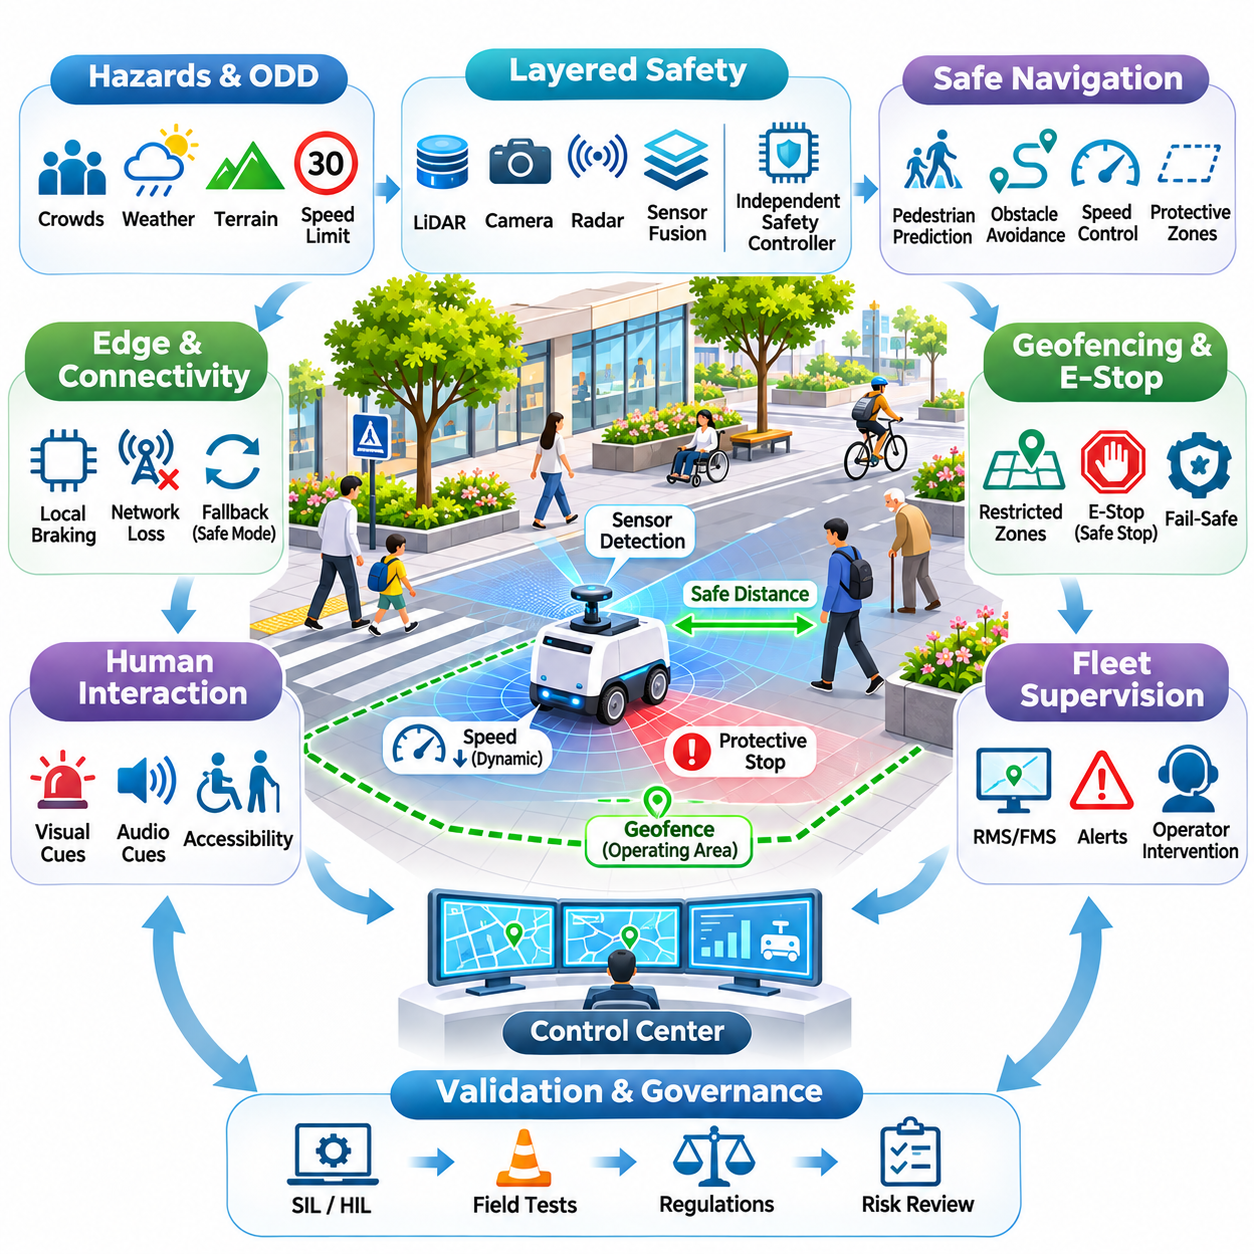 Hazards & ODD
Crowds
Weather
Terrain
30
Speed
Limit
Layered Safety
LiDAR
Camera
Radar
Sensor
Fusion
Independent
Safety
Controller
Safe Navigation
Pedestrian
Prediction
Obstacle
Avoidance
Speed
Control
Protective
Zones
Edge &
Connectivity
Local
Braking
Network
Loss
Fallback
(Safe Mode)
Geofencing &
E-Stop
Restricted
Zones
E-Stop
(Safe Stop)
Fail-Safe
Sensor
Detection
Safe Distance
Speed
(Dynamic)
Protective
Stop
Geofence
(Operating Area)
Human
Interaction
Visual
Cues
Audio
Cues
Accessibility
Fleet
Supervision
RMS/FMS
Alerts
Operator
Intervention
Control Center
Validation & Governance
SIL / HIL
Field Tests
Regulations
Risk Review